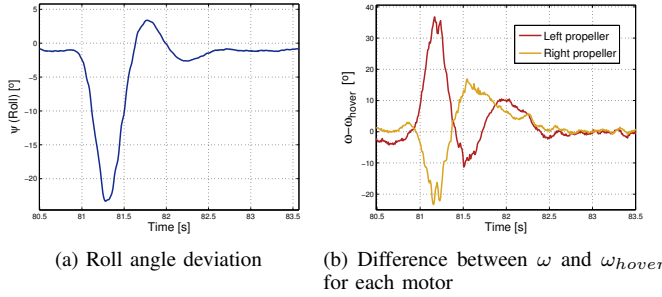 5
0
−5
−10
−15
−20
ψ (Roll) [º]
80.5 81 81.5 82 82.5 83 83.5
Time [s]
(a) Roll angle deviation
40
30
20
10
0
−10
−20
ω−ωhover [º]
Left propeller
Right propeller
80.5 81 81.5 82 82.5 83 83.5
Time [s]
(b) Difference between ω and ωhover
for each motor